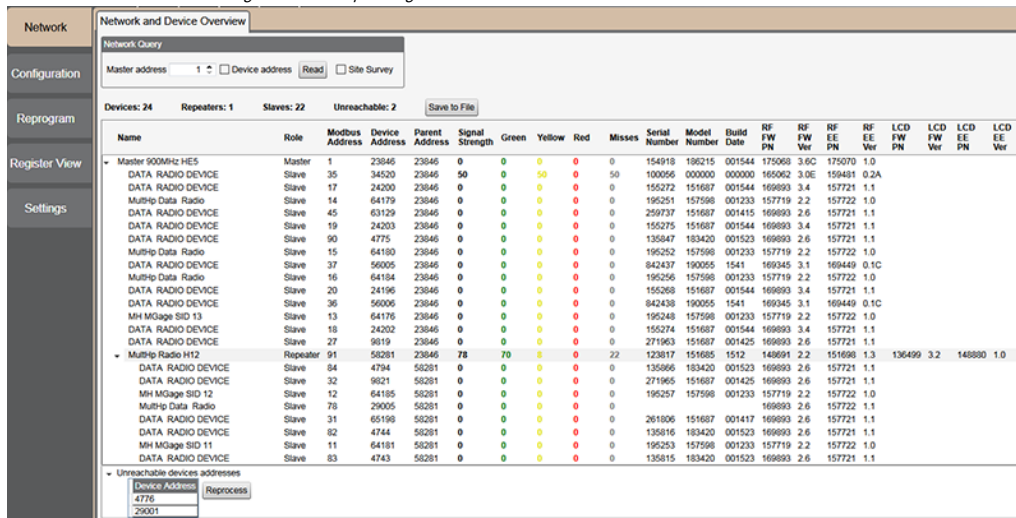 Network
Network and Device Overview
Network Query
Configuration
Master address 1 Device address Read Site Survey
Reprogram
Devices: 24 Repeaters: 1 Slaves: 22 Unreachable: 2 Save to File
Register View
Settings
Name Role Modbus Address Device Address Parent Address Signal Strength Green Yellow Red Misses Serial Number Model Number Build Date RF FW PN RF FW Ver RF EE PN RF EE Ver LCD FW PN LCD FW Ver LCD EE PN LCD EE Ver
Master 900MHz HE5 Master 1 23846 23846 0 0 0 0 0 154918 186215 001544 175068 3.6C 175070 1.0
DATA RADIO DEVICE Slave 35 34520 23846 50 0 50 0 50 100056 000000 000000 165062 3.0E 159481 0.2A
DATA RADIO DEVICE Slave 17 24200 23846 0 0 0 0 0 155272 151687 001544 169893 3.4 157721 1.1
MultHp Data Radio Slave 14 64179 23846 0 0 0 0 0 195251 157598 001233 157719 2.2 157722 1.0
DATA RADIO DEVICE Slave 45 63129 23846 0 0 0 0 0 259737 151687 001415 169893 2.6 157721 1.1
DATA RADIO DEVICE Slave 19 24203 23846 0 0 0 0 0 155275 151687 001544 169893 3.4 157721 1.1
DATA RADIO DEVICE Slave 90 4775 23846 0 0 0 0 0 135847 183420 001523 169893 2.6 157721 1.1
MultHp Data Radio Slave 15 64180 23846 0 0 0 0 0 195252 157598 001233 157719 2.2 157722 1.0
DATA RADIO DEVICE Slave 37 56005 23846 0 0 0 0 0 842437 190055 1541 169345 3.1 169449 0.1C
MultHp Data Radio Slave 16 64184 23846 0 0 0 0 0 195256 157598 001233 157719 2.2 157722 1.0
DATA RADIO DEVICE Slave 20 24196 23846 0 0 0 0 0 155268 151687 001544 169893 3.4 157721 1.1
DATA RADIO DEVICE Slave 36 56006 23846 0 0 0 0 0 842438 190055 1541 169345 3.1 169449 0.1C
MH MGage SID 13 Slave 13 64176 23846 0 0 0 0 0 195248 157598 001233 157719 2.2 157722 1.0
DATA RADIO DEVICE Slave 18 24202 23846 0 0 0 0 0 155274 151687 001544 169893 3.4 157721 1.1
DATA RADIO DEVICE Slave 27 9819 23846 0 0 0 0 0 271963 151687 001425 169893 2.6 157721 1.1
MultHp Radio H12 Repeater 91 58281 23846 78 70 8 0 22 123817 151685 1512 148691 2.2 151698 1.3 136499 3.2 148880 1.0
DATA RADIO DEVICE Slave 84 4794 58281 0 0 0 0 0 135866 183420 001523 169893 2.6 157721 1.1
DATA RADIO DEVICE Slave 32 9821 58281 0 0 0 0 0 271965 151687 001425 169893 2.6 157721 1.1
MH MGage SID 12 Slave 12 64185 58281 0 0 0 0 0 195257 157598 001233 157719 2.2 157722 1.0
MultHp Data Radio Slave 78 29005 58281 0 0 0 0 0 169893 2.6 157722 1.1
DATA RADIO DEVICE Slave 31 65198 58281 0 0 0 0 0 261806 151687 001417 169893 2.6 157721 1.1
DATA RADIO DEVICE Slave 82 4744 58281 0 0 0 0 0 135816 183420 001523 169893 2.6 157721 1.1
MH MGage SID 11 Slave 11 64181 58281 0 0 0 0 0 195253 157598 001233 157719 2.2 157722 1.0
DATA RADIO DEVICE Slave 83 4743 58281 0 0 0 0 0 135815 183420 001523 169893 2.6 157721 1.1
Unreachable devices addresses
Device Address Reprocess
4776
29001